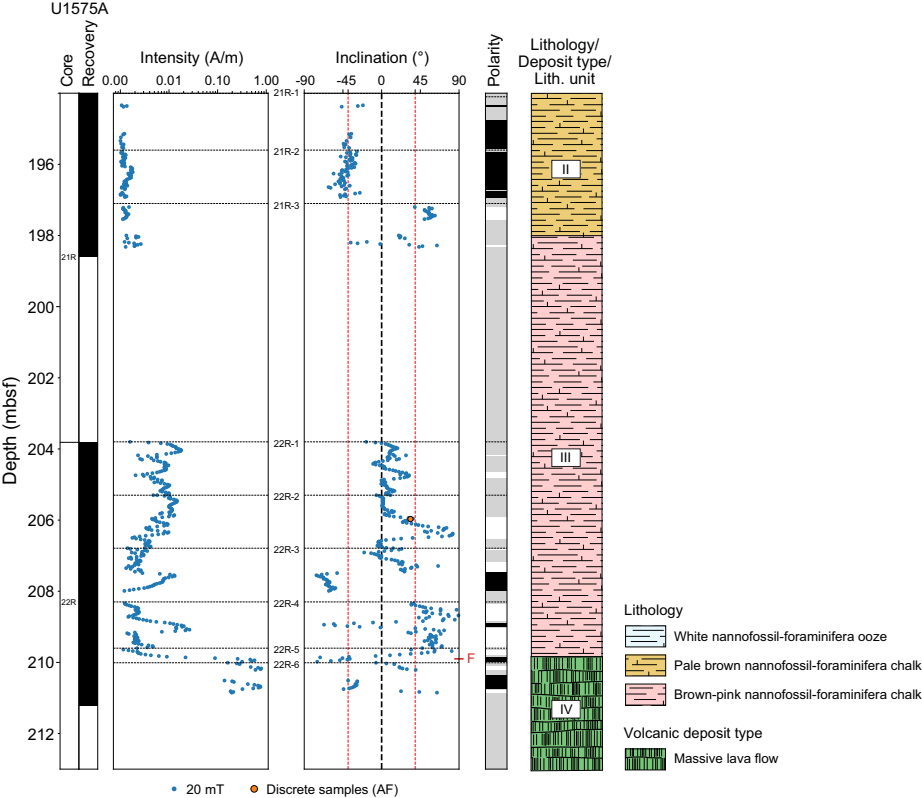 U1575A
Core
Recovery
Intensity (A/m)
Inclination (°)
Polarity
Lithology/
Deposit type/
Lith. unit
0.00 0.01 0.10 1.00
-90 -45 0 45 90
21R-1
21R-2
196
II
21R-3
198
21R
200
202
Depth (mbsf)
22R-1
204
III
22R-2
206
22R-3
208
22R
22R-4
22R-5
F
22R-6
210
IV
212
Lithology
White nannofossil-foraminifera ooze
Pale brown nannofossil-foraminifera chalk
Brown-pink nannofossil-foraminifera chalk
Volcanic deposit type
Massive lava flow
20 mT
Discrete samples (AF)